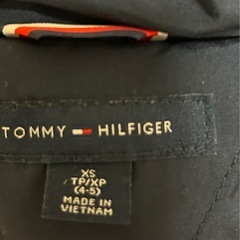 TOMMY HILFIGER
XS
TP/XP
(4-5)
MADE IN
VIETNAM